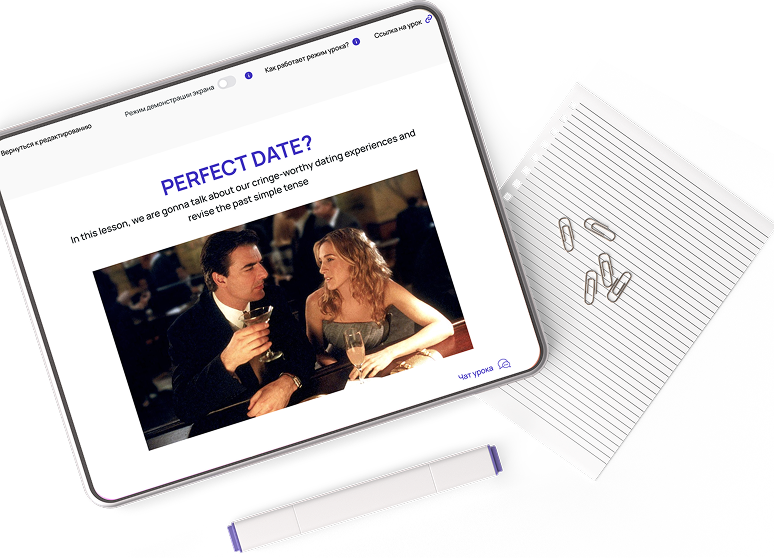 Вернуться к редактированию
Режим демонстрации экрана
Как работает режим урока?
Ссылка на урок
PERFECT DATE?
In this lesson, we are gonna talk about our cringe-worthy dating experiences and
revise the past simple tense
Чат урока